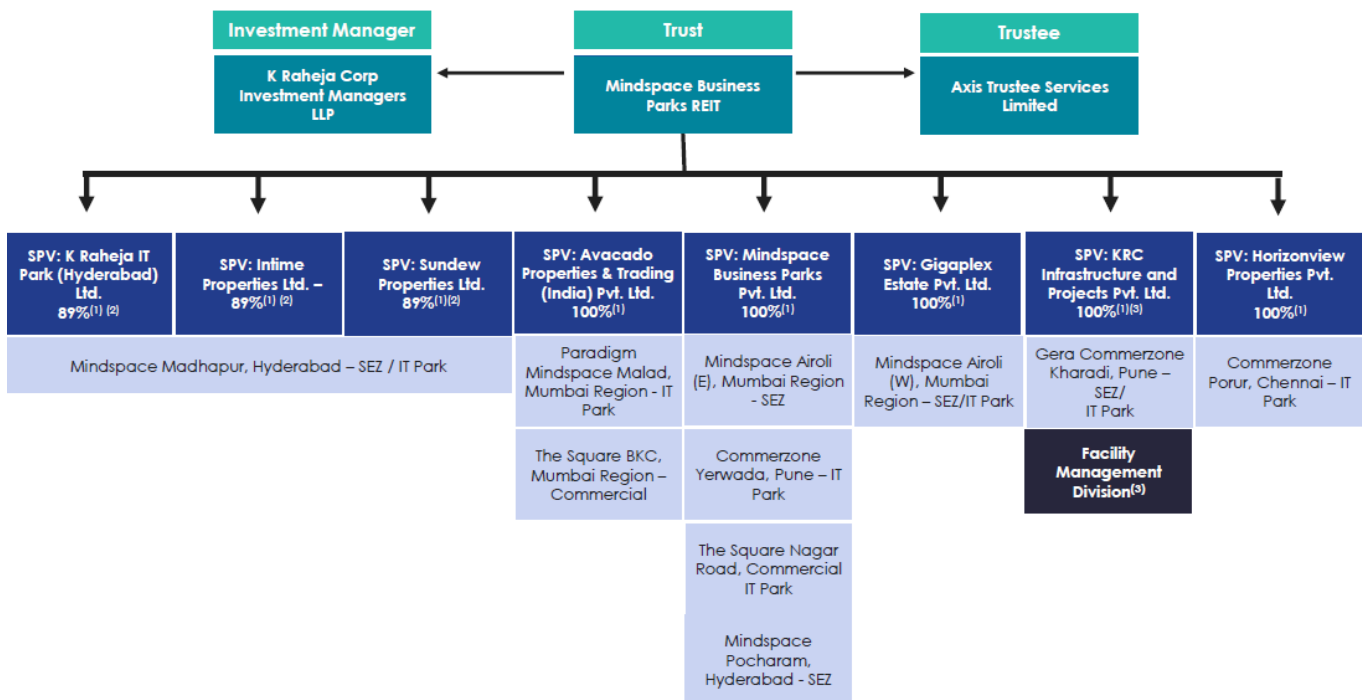 Investment Manager
K Raheja Corp
Investment Managers
LLP
Trust
Mindspace Business
Parks REIT
Trustee
Axis Trustee Services
Limited
SPV: K Raheja IT
Park (Hyderabad)
Ltd.
89%(1) (2)
SPV: Intime
Properties Ltd. –
89%(1) (2)
SPV: Sundew
Properties Ltd.
89%(1)(2)
SPV: Avacado
Properties & Trading
(India) Pvt. Ltd.
100%(1)
SPV: Mindspace
Business Parks
Pvt. Ltd.
100%(1)
SPV: Gigaplex
Estate Pvt. Ltd.
100%(1)
SPV: KRC
Infrastructure and
Projects Pvt. Ltd.
100%(1)(3)
SPV: Horizonview
Properties Pvt.
Ltd.
100%(1)
Mindspace Madhapur, Hyderabad – SEZ / IT Park
Paradigm
Mindspace Malad,
Mumbai Region - IT
Park
Mindspace Airoli
(E), Mumbai Region
- SEZ
Mindspace Airoli
(W), Mumbai
Region – SEZ/IT Park
Gera Commerzone
Kharadi, Pune –
SEZ/
IT Park
Commerzone
Porur, Chennai – IT
Park
The Square BKC,
Mumbai Region –
Commercial
Commerzone
Yerwada, Pune – IT
Park
Facility
Management
Division(3)
The Square Nagar
Road, Commercial
IT Park
Mindspace
Pocharam,
Hyderabad - SEZ